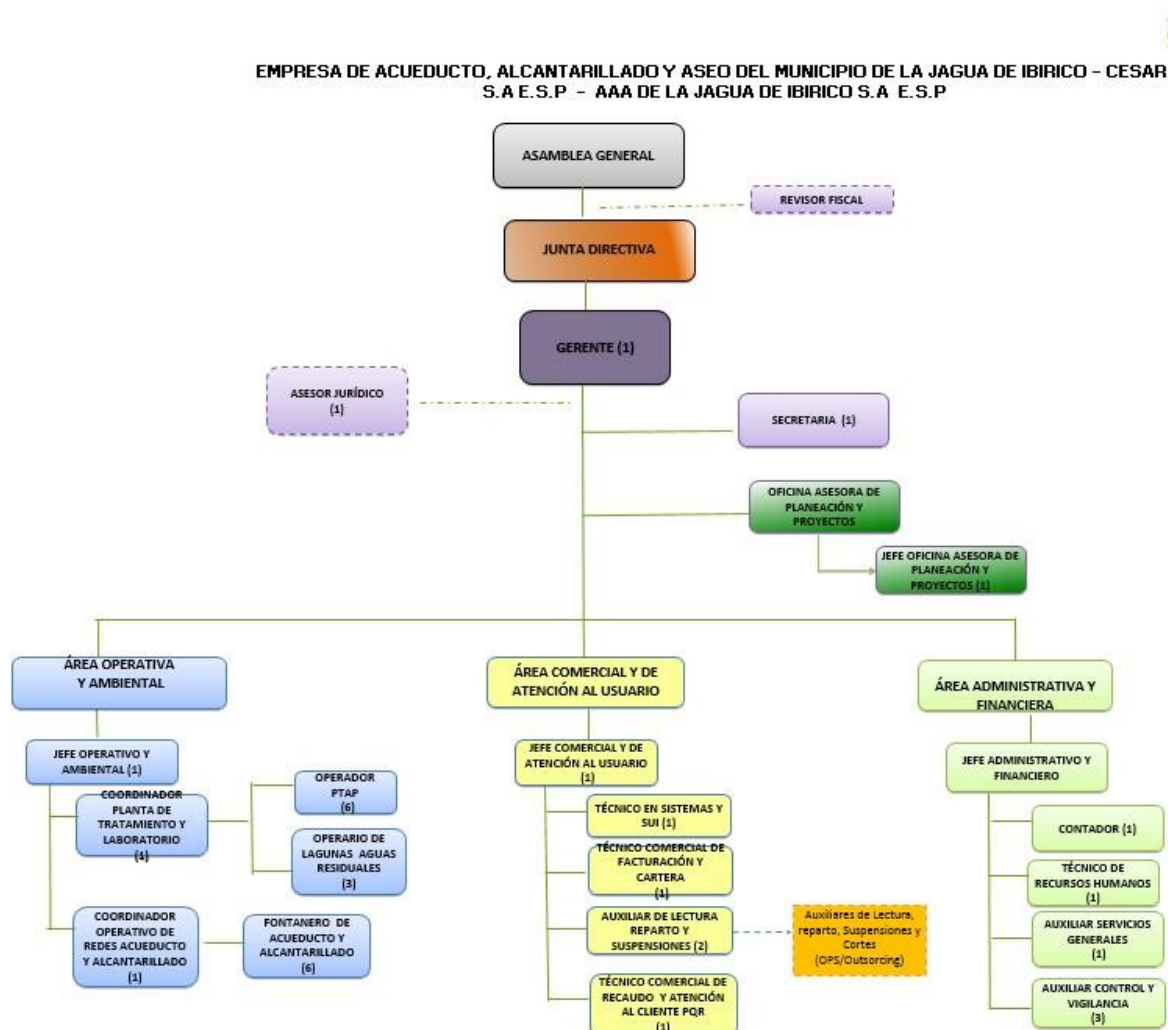 EMPRESA DE ACUEDUCTO, ALCANTARILLADO Y ASEO DEL MUNICIPIO DE LA JAGUA DE IBIRICO - CESAR
S.A E.S.P - AAA DE LA JAGUA DE IBIRICO S.A E.S.P
ASAMBLEA GENERAL
REVISOR FISCAL
JUNTA DIRECTIVA
GERENTE (1)
ASESOR JURÍDICO
(1)
SECRETARIA (1)
OFICINA ASESORA DE
PLANEACIÓN Y
PROYECTOS
JEFE OFICINA ASESORA DE
PLANEACIÓN Y
PROYECTOS (1)
ÁREA OPERATIVA
Y AMBIENTAL
JEFE OPERATIVO Y
AMBIENTAL (1)
COORDINADOR
PLANTA DE
TRATAMIENTO Y
LABORATORIO
(1)
OPERADOR
PTAP
(6)
OPERARIO DE
LAGUNAS AGUAS
RESIDUALES
(3)
COORDINADOR
OPERATIVO DE
REDES ACUEDUCTO
Y ALCANTARILLADO
(1)
FONTANERO DE
ACUEDUCTO Y
ALCANTARILLADO
(6)
ÁREA COMERCIAL Y DE
ATENCIÓN AL USUARIO
JEFE COMERCIAL Y DE
ATENCIÓN AL USUARIO
(1)
TÉCNICO EN SISTEMAS Y
SUI (1)
TÉCNICO COMERCIAL DE
FACTURACIÓN Y
CARTERA
(1)
AUXILIAR DE LECTURA
REPARTO Y
SUSPENSIONES (2)
Auxiliares de Lectura,
reparto, Suspensiones y
Cortes
(OPS/Outsorcing)
TÉCNICO COMERCIAL DE
RECAUDO Y ATENCIÓN
AL CLIENTE PQR
(1)
ÁREA ADMINISTRATIVA Y
FINANCIERA
JEFE ADMINISTRATIVO Y
FINANCIERO
CONTADOR (1)
TÉCNICO DE
RECURSOS HUMANOS
(1)
AUXILIAR SERVICIOS
GENERALES
(1)
AUXILIAR CONTROL Y
VIGILANCIA
(3)